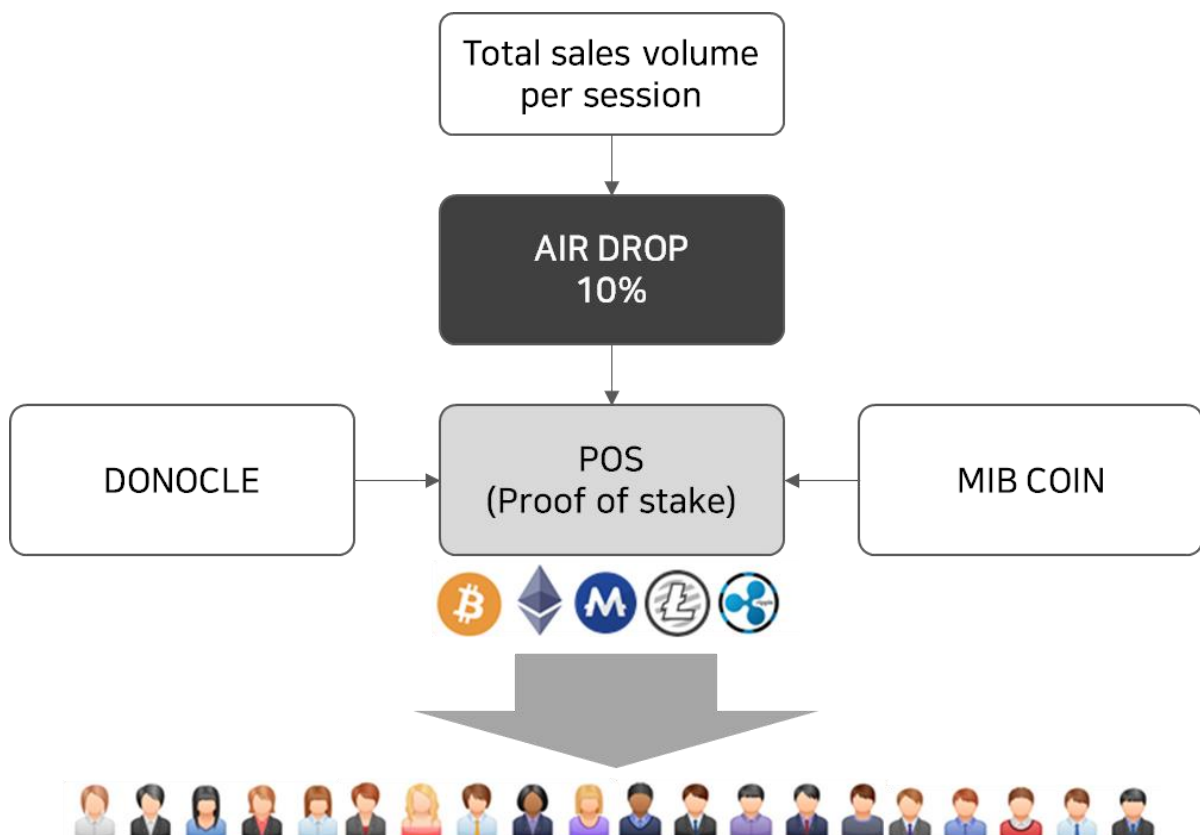 Total sales volume
per session
AIR DROP
10%
DONOCLE
POS
(Proof of stake)
MIB COIN